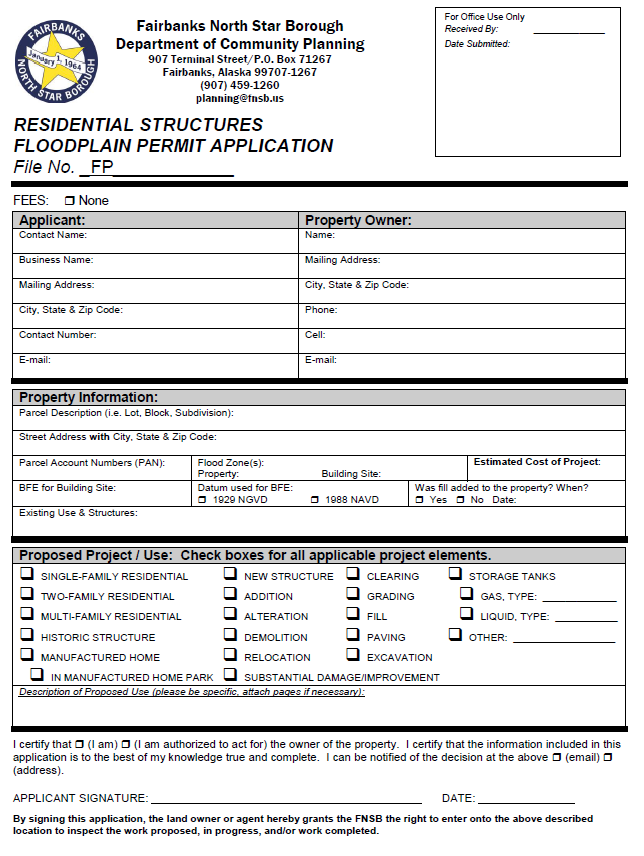 FAIRBANKS
January 1, 1964
NORTH STAR BOROUGH
Fairbanks North Star Borough
Department of Community Planning
907 Terminal Street/P.O. Box 71267
Fairbanks, Alaska 99707-1267
(907) 459-1260
planning@fnsb.us
For Office Use Only
Received By: _______________
Date Submitted:
RESIDENTIAL STRUCTURES
FLOODPLAIN PERMIT APPLICATION
File No. _FP_____________
FEES: ❒ None
Applicant: Property Owner:
Contact Name: Name:
Business Name: Mailing Address:
Mailing Address: City, State & Zip Code:
City, State & Zip Code: Phone:
Contact Number: Cell:
E-mail: E-mail:
Property Information:
Parcel Description (i.e. Lot, Block, Subdivision):
Street Address with City, State & Zip Code:
Parcel Account Numbers (PAN): Flood Zone(s): Estimated Cost of Project:
Property: Building Site:
BFE for Building Site: Datum used for BFE: Was fill added to the property? When?
❒ 1929 NGVD ❒ 1988 NAVD ❒ Yes ❒ No Date:
Existing Use & Structures:
Proposed Project / Use: Check boxes for all applicable project elements.
❑ SINGLE-FAMILY RESIDENTIAL ❑ NEW STRUCTURE ❑ CLEARING ❑ STORAGE TANKS
❑ TWO-FAMILY RESIDENTIAL ❑ ADDITION ❑ GRADING ❑ GAS, TYPE: _____________
❑ MULTI-FAMILY RESIDENTIAL ❑ ALTERATION ❑ FILL ❑ LIQUID, TYPE: ___________
❑ HISTORIC STRUCTURE ❑ DEMOLITION ❑ PAVING ❑ OTHER: __________________
❑ MANUFACTURED HOME ❑ RELOCATION ❑ EXCAVATION
❑ IN MANUFACTURED HOME PARK ❑ SUBSTANTIAL DAMAGE/IMPROVEMENT
Description of Proposed Use (please be specific, attach pages if necessary):
I certify that ❒ (I am) ❒ (I am authorized to act for) the owner of the property. I certify that the information included in this
application is to the best of my knowledge true and complete. I can be notified of the decision at the above ❒ (email) ❒
(address).
APPLICANT SIGNATURE: _________________________________________ DATE: ______________
By signing this application, the land owner or agent hereby grants the FNSB the right to enter onto the above described
location to inspect the work proposed, in progress, and/or work completed.